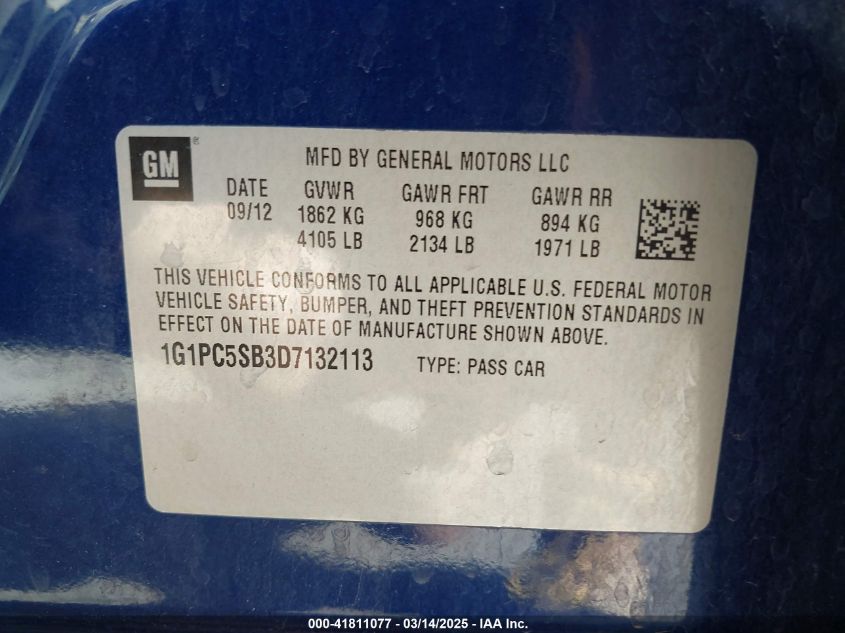 GM ®
MFD BY GENERAL MOTORS LLC
DATE GVWR GAWR FRT GAWR RR
09/12 1862 KG 968 KG 894 KG
4105 LB 2134 LB 1971 LB
THIS VEHICLE CONFORMS TO ALL APPLICABLE U.S. FEDERAL MOTOR
VEHICLE SAFETY, BUMPER, AND THEFT PREVENTION STANDARDS IN
EFFECT ON THE DATE OF MANUFACTURE SHOWN ABOVE.
1G1PC5SB3D7132113 TYPE: PASS CAR
000-41811077 - 03/14/2025 - IAA Inc.